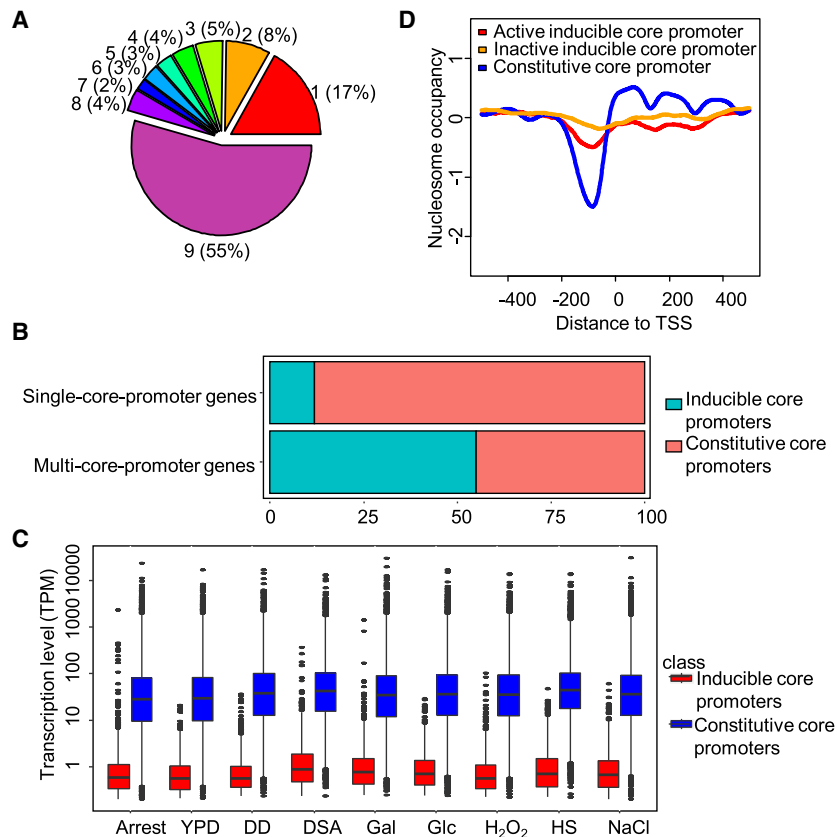 A
1 (17%)
2 (8%)
3 (5%)
4 (4%)
5 (3%)
6 (3%)
7 (2%)
8 (4%)
9 (55%)
D
Active inducible core promoter
Inactive inducible core promoter
Constitutive core promoter
Nucleosome occupancy
1
0
-1
-2
-400 -200 0 200 400
Distance to TSS
B
Single-core-promoter genes
Multi-core-promoter genes
0 25 50 75 100
Inducible core
promoters
Constitutive core
promoters
C
Transcription level (TPM)
1 10 100 1000 10000
Arrest YPD DD DSA Gal Glc H₂O₂ HS NaCl
class
Inducible core
promoters
Constitutive core
promoters